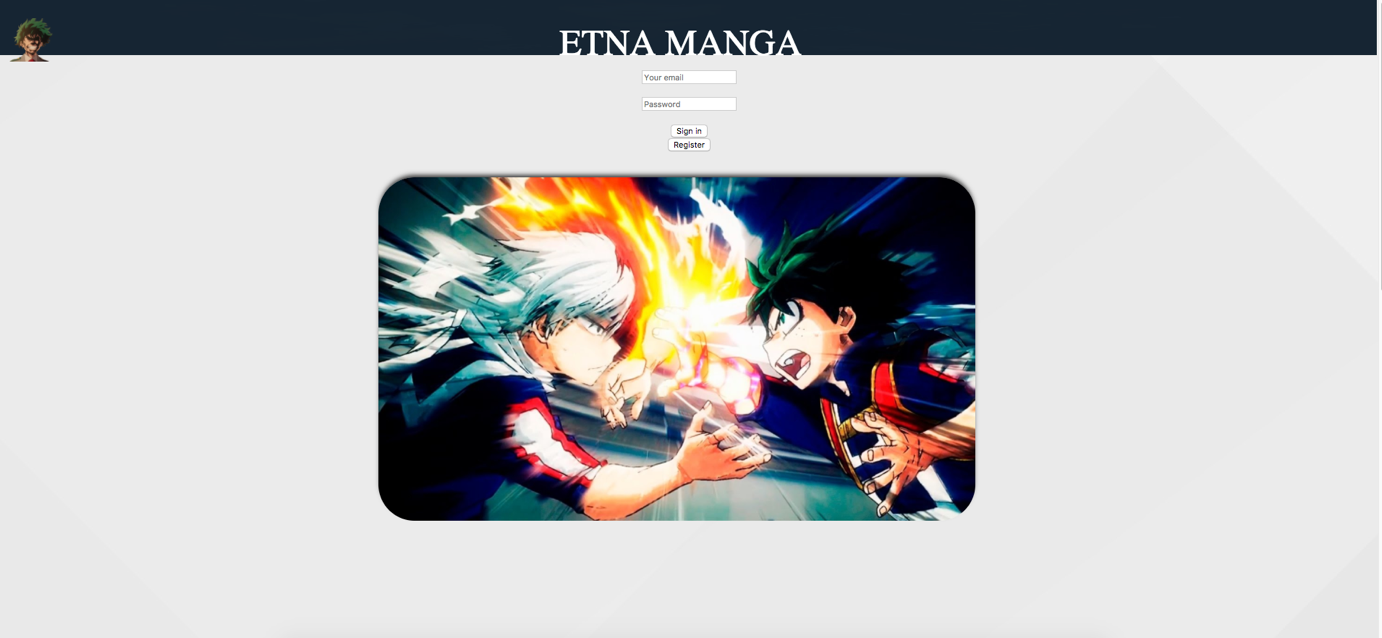 ETNA MANGA
Your email
Password
Sign in
Register